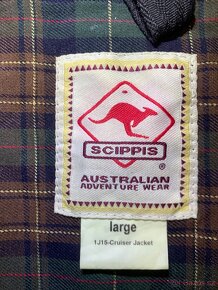 SCIPPIS
®
AUSTRALIAN
ADVENTURE WEAR
large
1J15-Cruiser Jacket